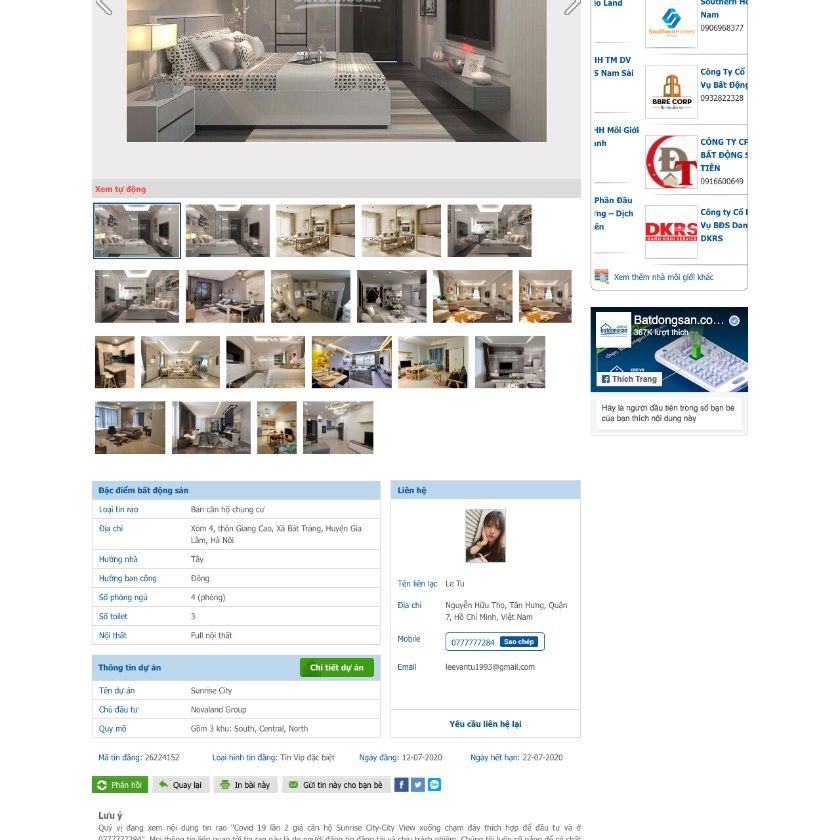 Batdongsan
Xem tự động
Đặc điểm bất động sản
Loại tin rao Bán căn hộ chung cư
Địa chỉ Xóm 4, thôn Giang Cao, Xã Bát Tràng, Huyện Gia
Lâm, Hà Nội
Hướng nhà Tây
Hướng ban công Đông
Số phòng ngủ 4 (phòng)
Số toilet 3
Nội thất Full nội thất
Thông tin dự án Chi tiết dự án
Tên dự án Sunrise City
Chủ đầu tư Novaland Group
Quy mô Gồm 3 khu: South, Central, North
Liên hệ
Tên liên lạc Le Tu
Địa chỉ Nguyễn Hữu Thọ, Tân Hưng, Quận
7, Hồ Chí Minh, Việt Nam
Mobile 0777777284 Sao chép
Email leevantu1993@gmail.com
Yêu cầu liên hệ lại
Mã tin đăng: 26224152 Loại hình tin đăng: Tin Vip đặc biệt Ngày đăng: 12-07-2020 Ngày hết hạn: 22-07-2020
Phản hồi Quay lại In bài này Gửi tin này cho bạn bè
Lưu ý
Quý vị đang xem nội dung tin rao "Covid 19 lần 2 giá căn hộ Sunrise City-City View xuống chạm đáy thích hợp để đầu tư và ở
0777777284". Mọi thông tin liên quan tới tin rao này là do người đăng tin đăng tải và chịu trách nhiệm. Chúng tôi luôn cố gắng để có chất
io Land
Southern Ho
Nam
0906968377
SouthernHomes
HH TM DV
S Nam Sài
BBRE CORP
Công Ty Cổ
Vụ Bất Động
0932822328
HH Môi Giới
anh
CÔNG TY CP
BẤT ĐỘNG S
TIÊN
0916600649
Phần Đầu
ng – Dịch
ên
DKRS
Công ty Cổ
Vụ BĐS Dan
DKRS
Xem thêm nhà môi giới khác
Batdongsan.co...
367K lượt thích
Batdongsan
Thích Trang
Hãy là người đầu tiên trong số bạn bè
của bạn thích nội dung này